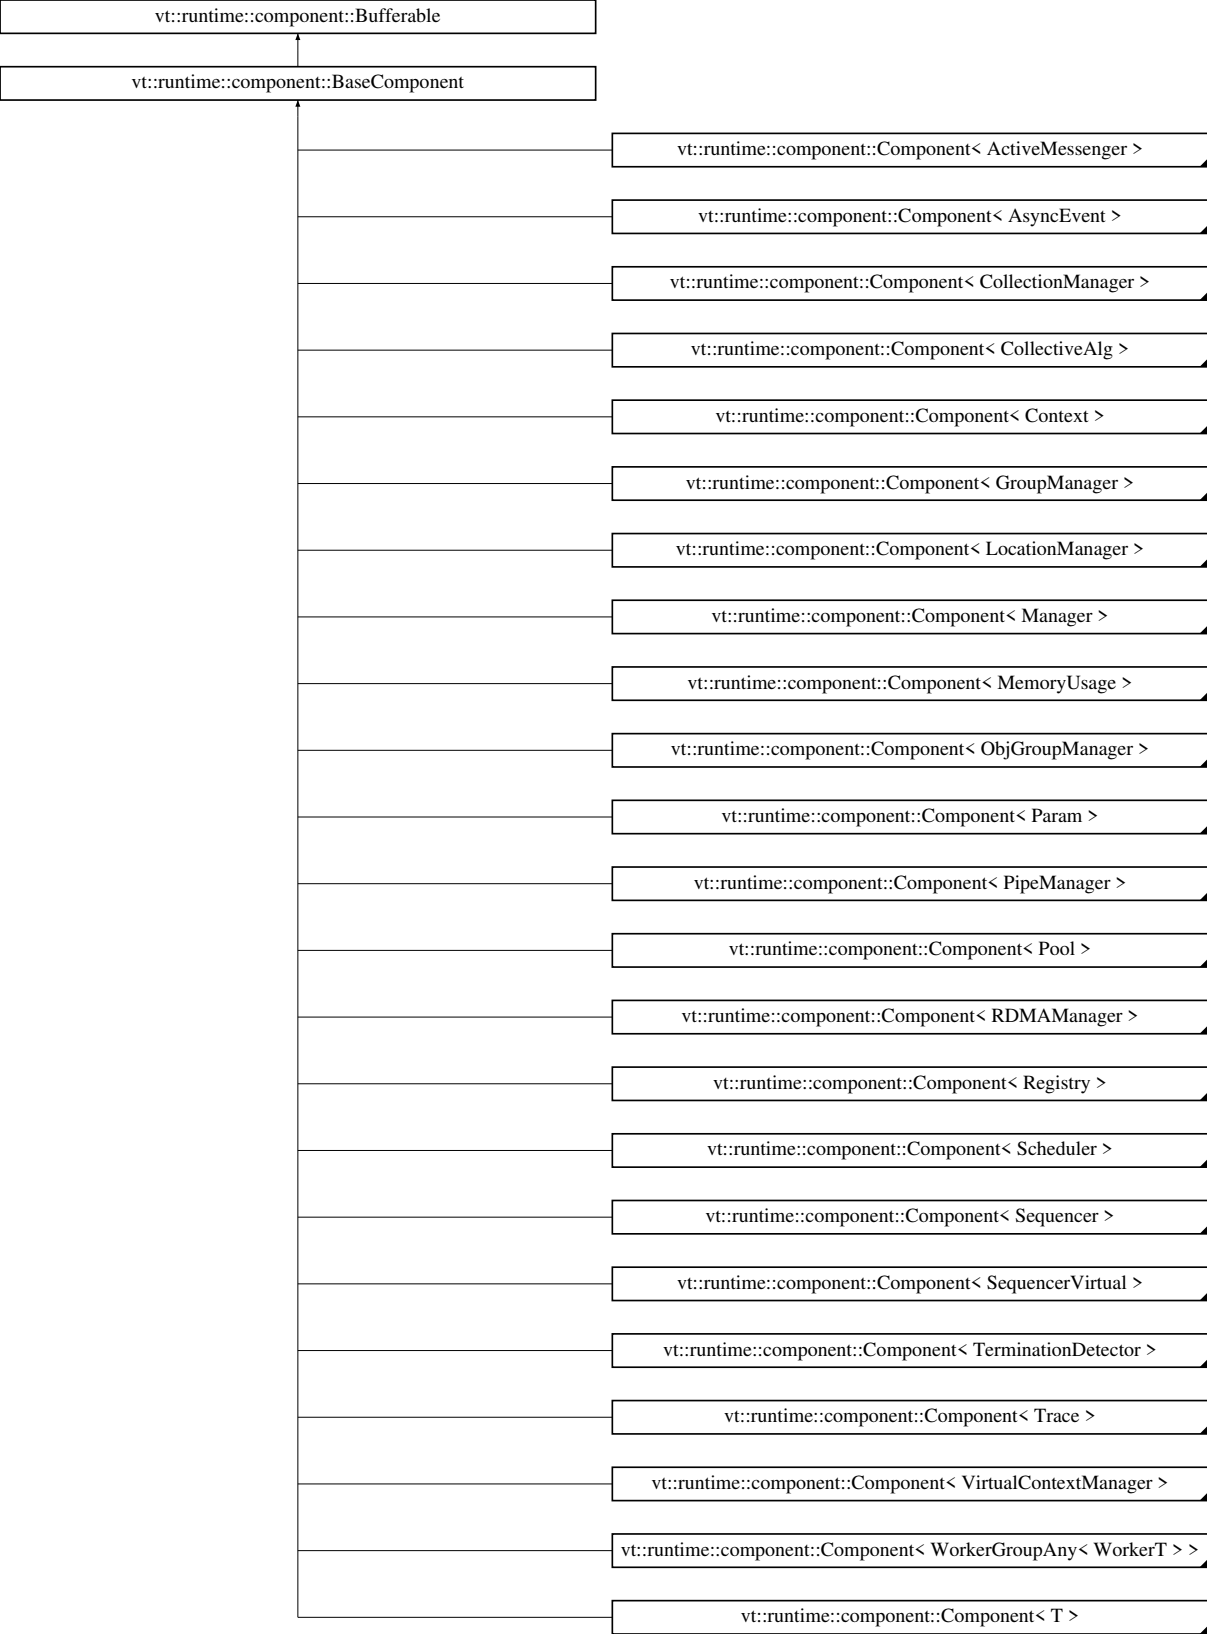 vt::runtime::component::Bufferable
vt::runtime::component::BaseComponent
vt::runtime::component::Component< ActiveMessenger >
vt::runtime::component::Component< AsyncEvent >
vt::runtime::component::Component< CollectionManager >
vt::runtime::component::Component< CollectiveAlg >
vt::runtime::component::Component< Context >
vt::runtime::component::Component< GroupManager >
vt::runtime::component::Component< LocationManager >
vt::runtime::component::Component< Manager >
vt::runtime::component::Component< MemoryUsage >
vt::runtime::component::Component< ObjGroupManager >
vt::runtime::component::Component< Param >
vt::runtime::component::Component< PipeManager >
vt::runtime::component::Component< Pool >
vt::runtime::component::Component< RDMAManager >
vt::runtime::component::Component< Registry >
vt::runtime::component::Component< Scheduler >
vt::runtime::component::Component< Sequencer >
vt::runtime::component::Component< SequencerVirtual >
vt::runtime::component::Component< TerminationDetector >
vt::runtime::component::Component< Trace >
vt::runtime::component::Component< VirtualContextManager >
vt::runtime::component::Component< WorkerGroupAny< WorkerT > >
vt::runtime::component::Component< T >